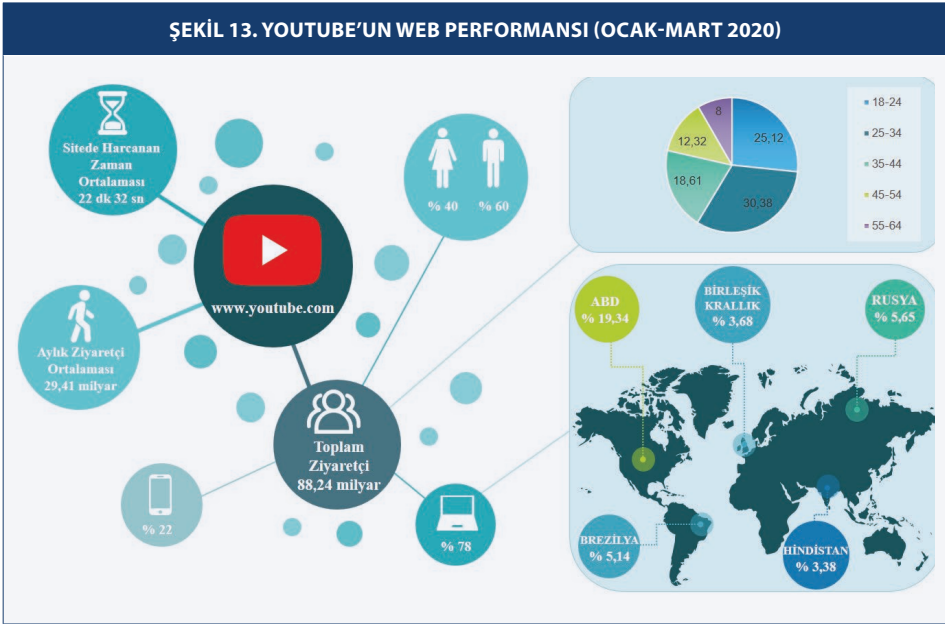 ŞEKİL 13. YOUTUBE’UN WEB PERFORMANSI (OCAK-MART 2020)
Sitede Harcanan
Zaman
Ortalaması
22 dk 32 sn
www.youtube.com
Aylık Ziyaretçi
Ortalaması
29,41 milyar
Toplam
Ziyaretçi
88,24 milyar
% 22
% 78
% 40 % 60
8
25,12
12,32
18,61
30,38
18-24
25-34
35-44
45-54
55-64
ABD
% 19,34
BİRLEŞİK
KRALLIK
% 3,68
RUSYA
% 5,65
BREZİLYA
% 5,14
HİNDİSTAN
% 3,38